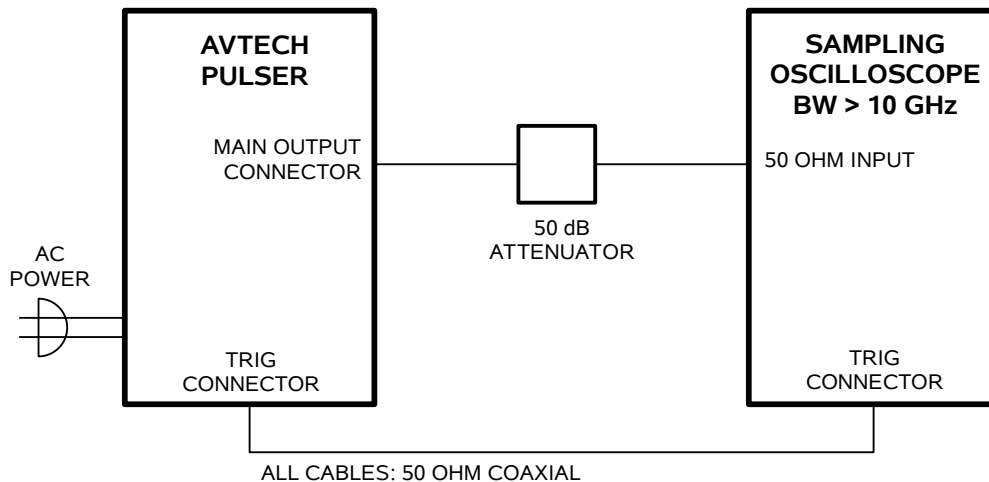 AVTECH
PULSER
MAIN OUTPUT
CONNECTOR
AC
POWER
TRIG
CONNECTOR
50 dB
ATTENUATOR
SAMPLING
OSCILLOSCOPE
BW > 10 GHz
50 OHM INPUT
TRIG
CONNECTOR
ALL CABLES: 50 OHM COAXIAL